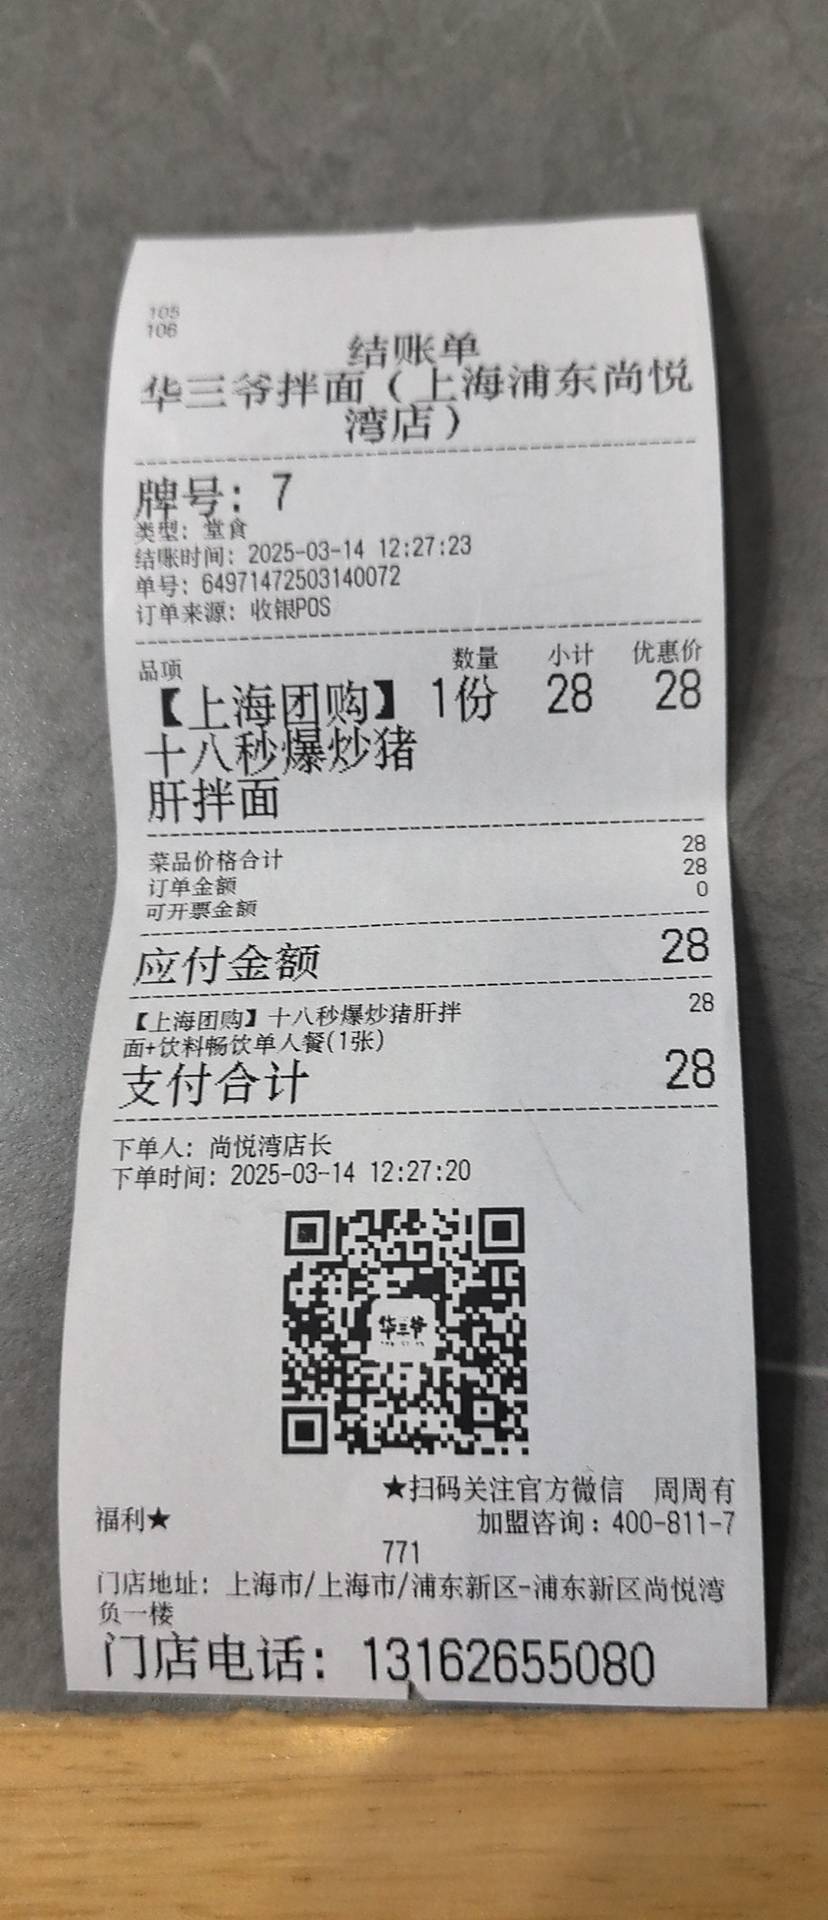 105
106
结账单
华三爷拌面（上海浦东尚悦
湾店）
牌号：7
类型：堂食
结账时间：2025-03-14 12:27:23
单号：64971472503140072
订单来源：收银POS
品项 数量 小计 优惠价
【上海团购】 1份 28 28
十八秒爆炒猪
肝拌面
菜品价格合计 28
订单金额 28
可开票金额 0
应付金额 28
【上海团购】十八秒爆炒猪肝拌 28
面+饮料畅饮单人餐(1张)
支付合计 28
下单人：尚悦湾店长
下单时间：2025-03-14 12:27:20
华三爷
★扫码关注官方微信 周周有
福利★ 加盟咨询：400-811-7
771
门店地址：上海市/上海市/浦东新区-浦东新区尚悦湾
负一楼
门店电话：13162655080